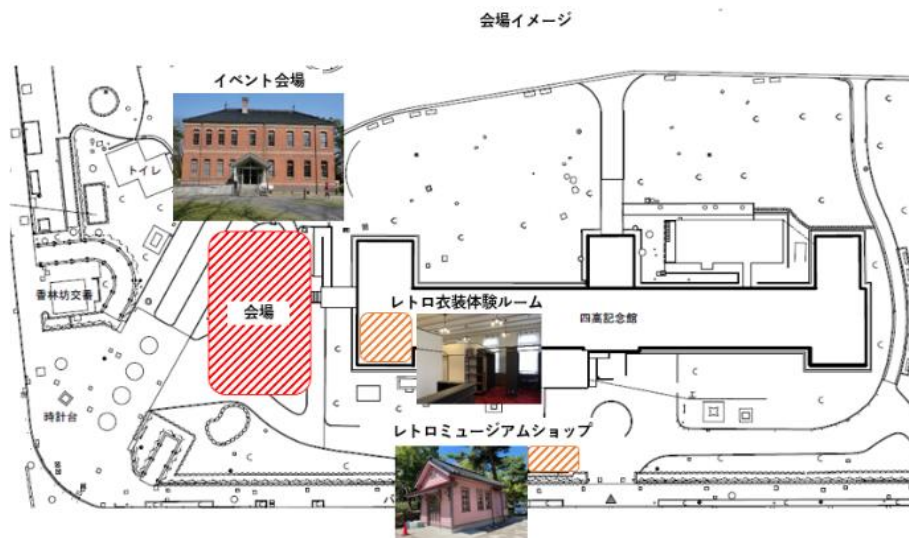 会場イメージ
イベント会場
トイレ
香林坊交番
会場
レトロ衣装体験ルーム
四高記念館
時計台
レトロミュージアムショップ